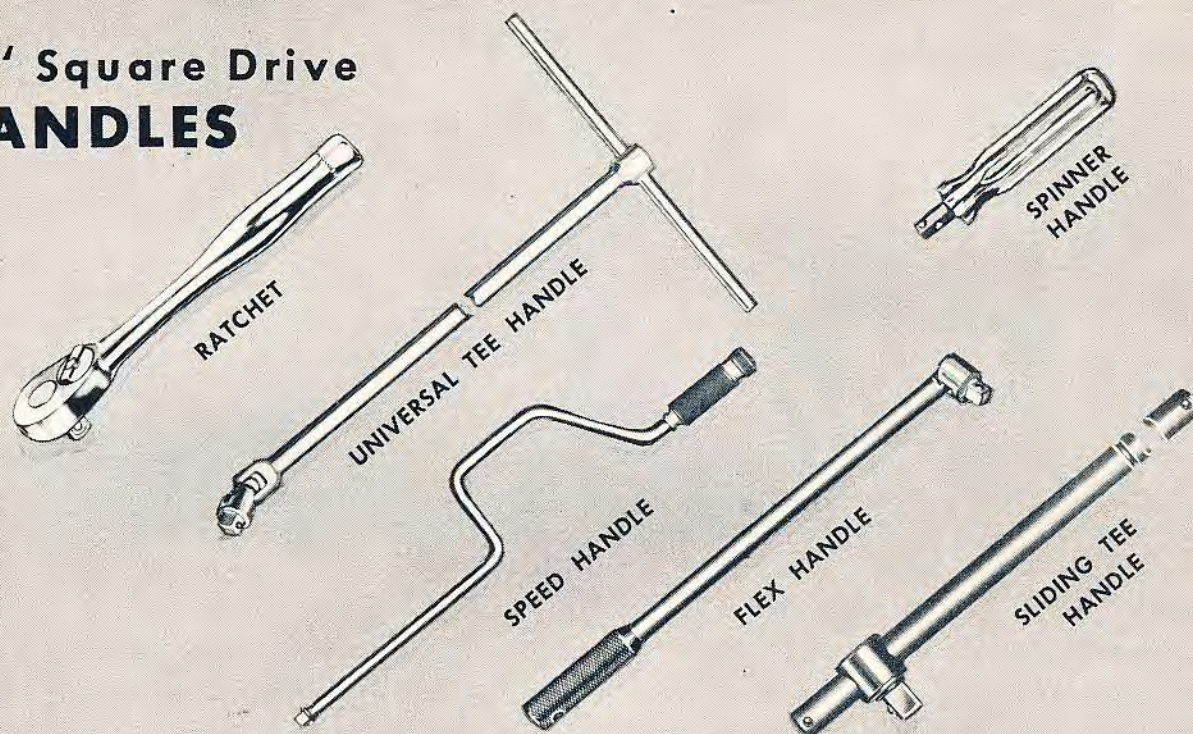 " Square Drive
ANDLES
RATCHET
UNIVERSAL TEE HANDLE
SPINNER
HANDLE
SPEED HANDLE
FLEX HANDLE
SLIDING TEE
HANDLE